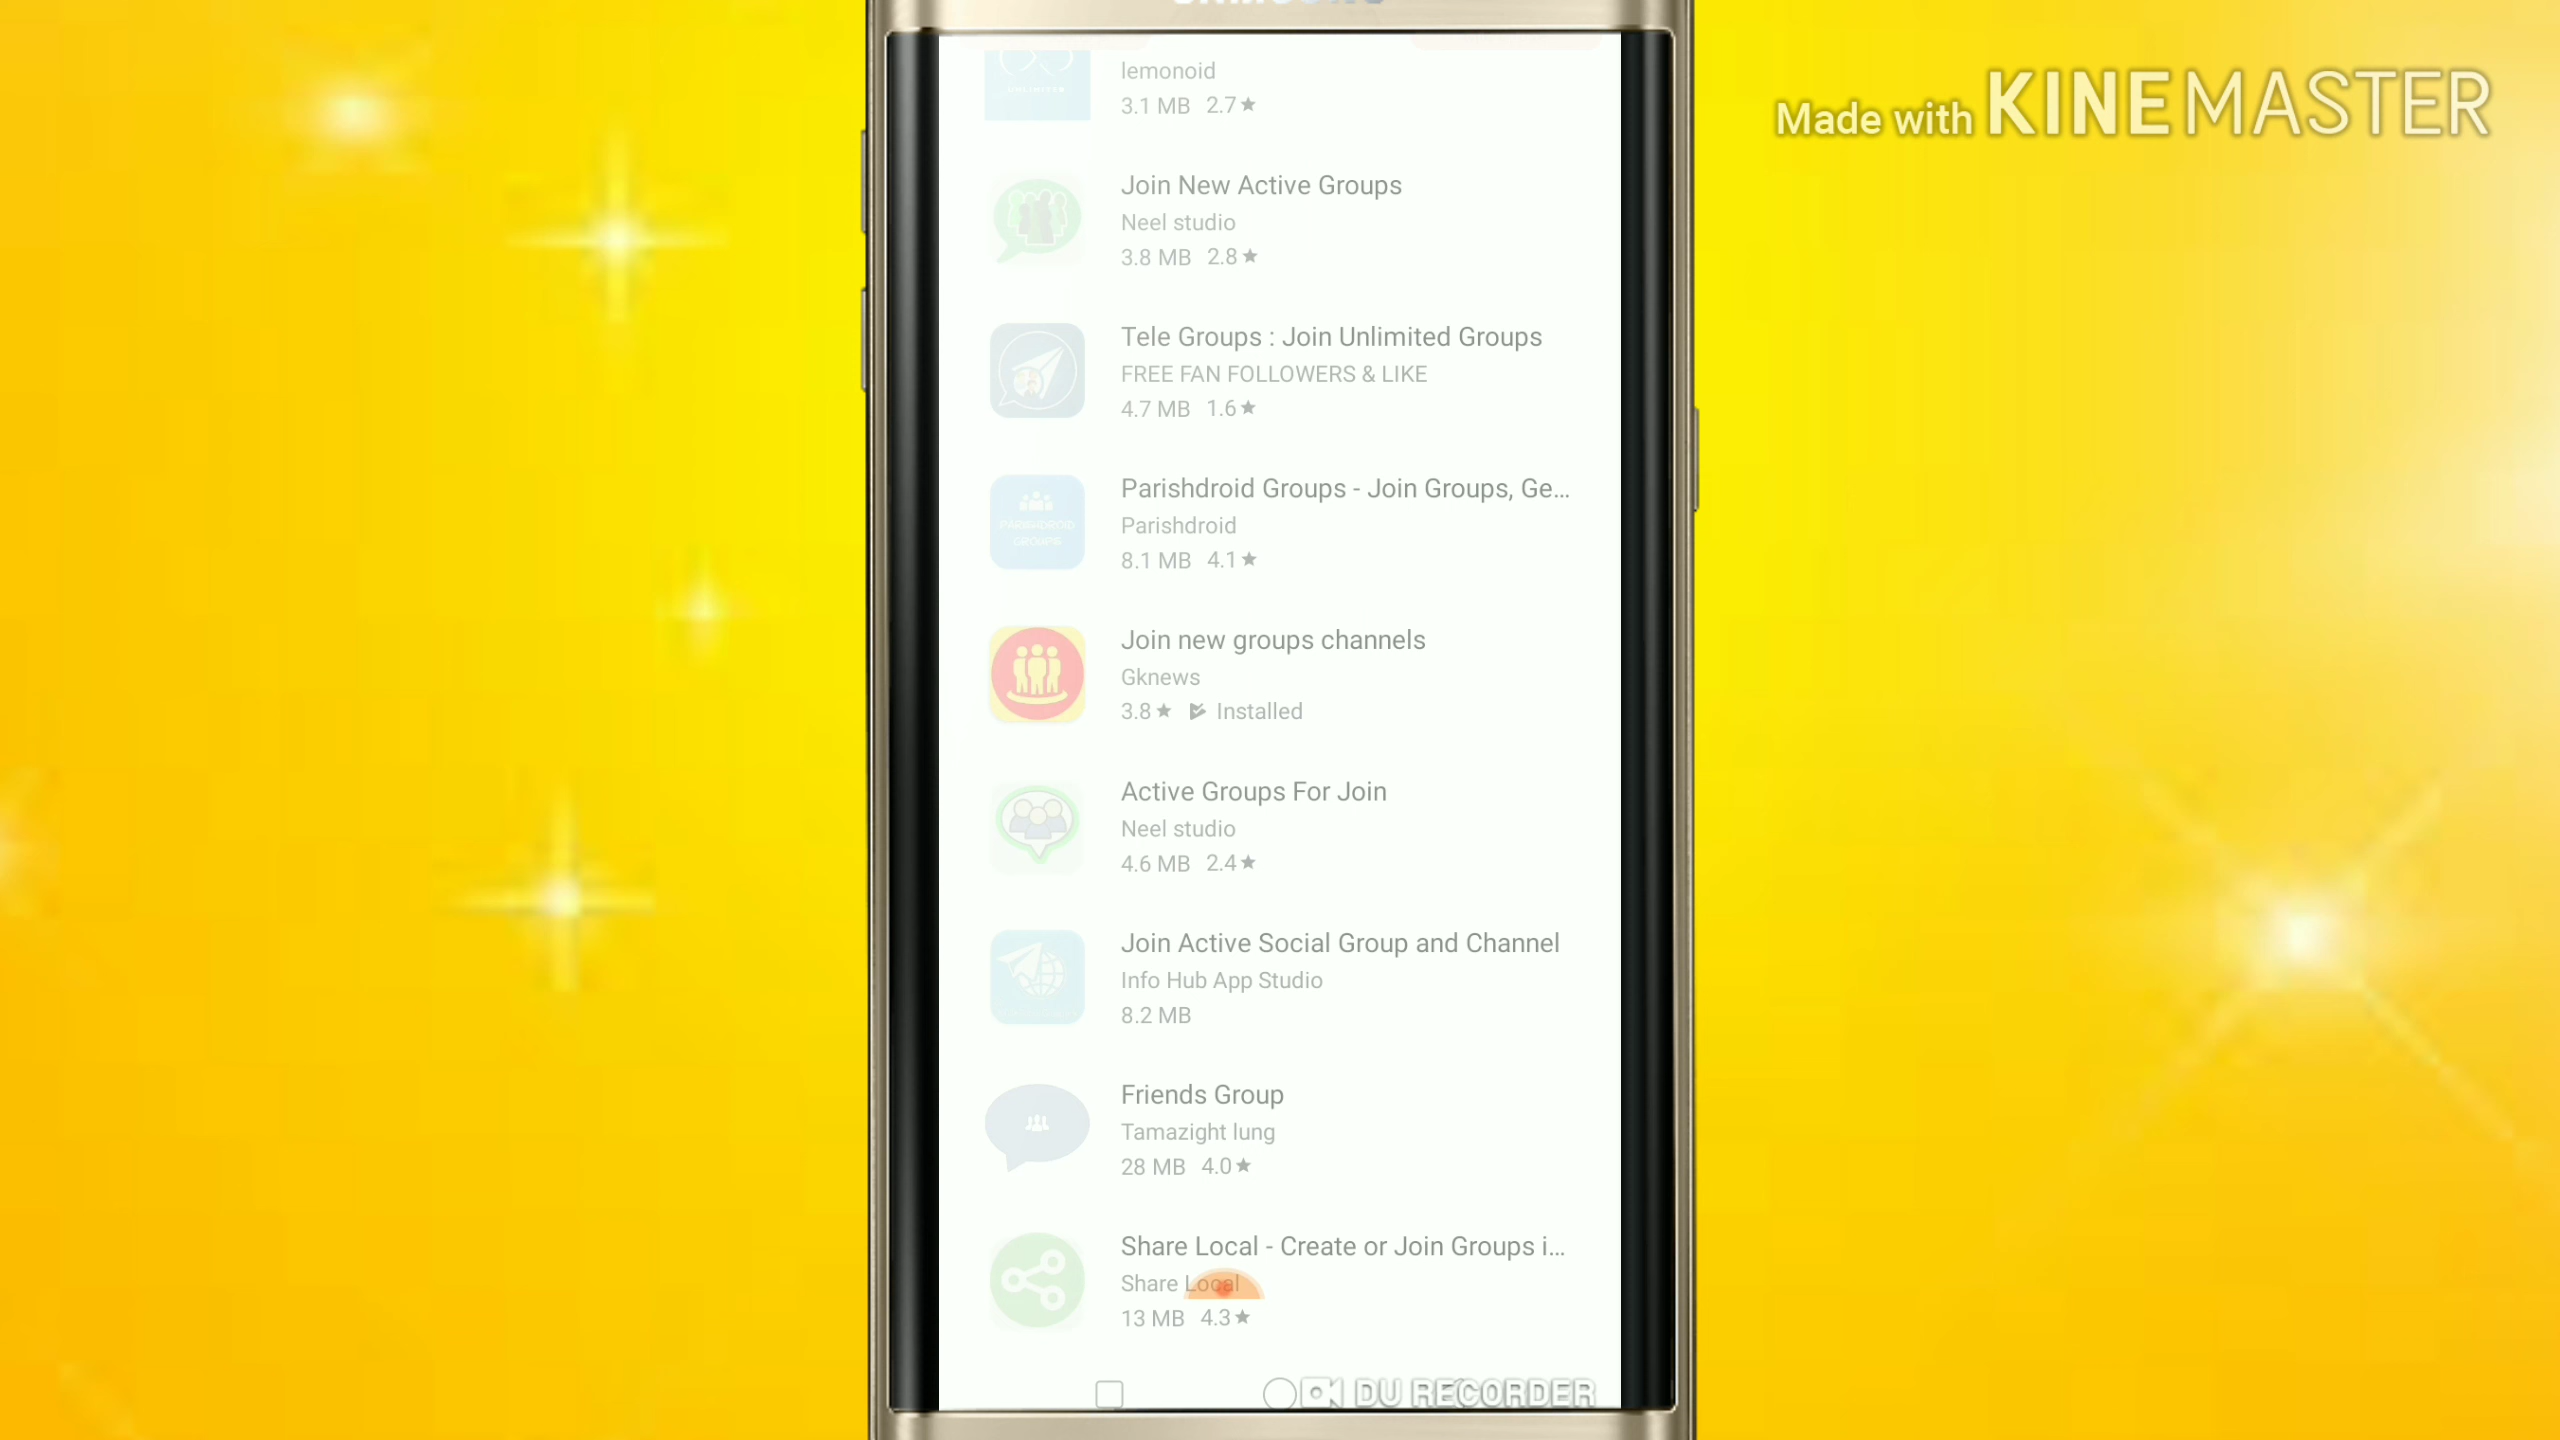 Made with KINEMASTER
lemonoid
3.1 MB 2.7★
Join New Active Groups
Neel studio
3.8 MB 2.8★
Tele Groups : Join Unlimited Groups
FREE FAN FOLLOWERS & LIKE
4.7 MB 1.6★
Parishdroid Groups - Join Groups, Ge...
Parishdroid
8.1 MB 4.1★
PARISHDROID
GROUPS
Join new groups channels
Gknews
3.8★ Installed
Active Groups For Join
Neel studio
4.6 MB 2.4★
Join Active Social Group and Channel
Info Hub App Studio
8.2 MB
Friends Group
Tamazight lung
28 MB 4.0★
Share Local - Create or Join Groups i...
Share Local
13 MB 4.3★
DU RECORDER